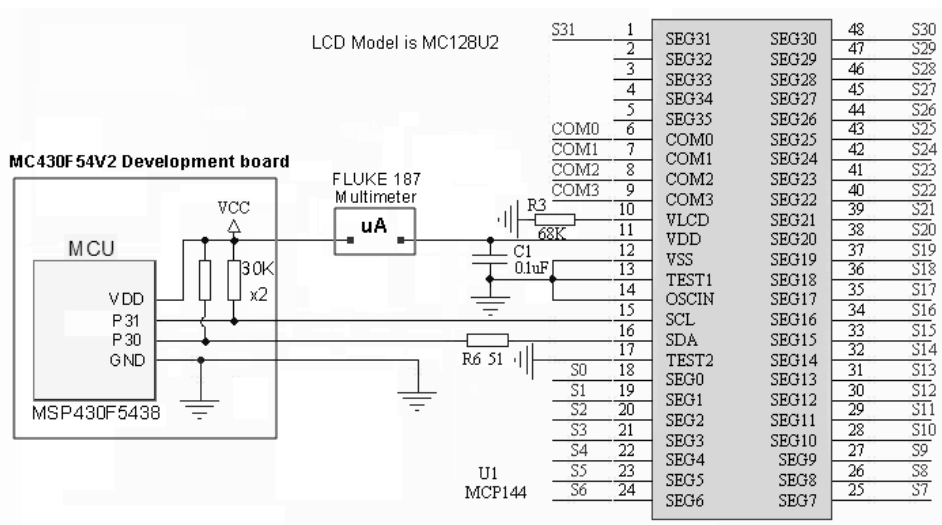 LCD Model is MC128U2
MC430F54V2 Development board
VCC
MCU
30K
x2
VDD
P31
P30
GND
MSP430F5438
FLUKE 187
Multimeter
uA
R3
68K
C1
0.1uF
R6 51
U1
MCP144
S31 1 SEG31 SEG30 48 S30
2 SEG32 SEG29 47 S29
3 SEG33 SEG28 46 S28
4 SEG34 SEG27 45 S27
5 SEG35 SEG26 44 S26
COM0 6 COM0 SEG25 43 S25
COM1 7 COM1 SEG24 42 S24
COM2 8 COM2 SEG23 41 S23
COM3 9 COM3 SEG22 40 S22
10 VLCD SEG21 39 S21
11 VDD SEG20 38 S20
12 VSS SEG19 37 S19
13 TEST1 SEG18 36 S18
14 OSCIN SEG17 35 S17
15 SCL SEG16 34 S16
16 SDA SEG15 33 S15
17 TEST2 SEG14 32 S14
S0 18 SEG0 SEG13 31 S13
S1 19 SEG1 SEG12 30 S12
S2 20 SEG2 SEG11 29 S11
S3 21 SEG3 SEG10 28 S10
S4 22 SEG4 SEG9 27 S9
S5 23 SEG5 SEG8 26 S8
S6 24 SEG6 SEG7 25 S7